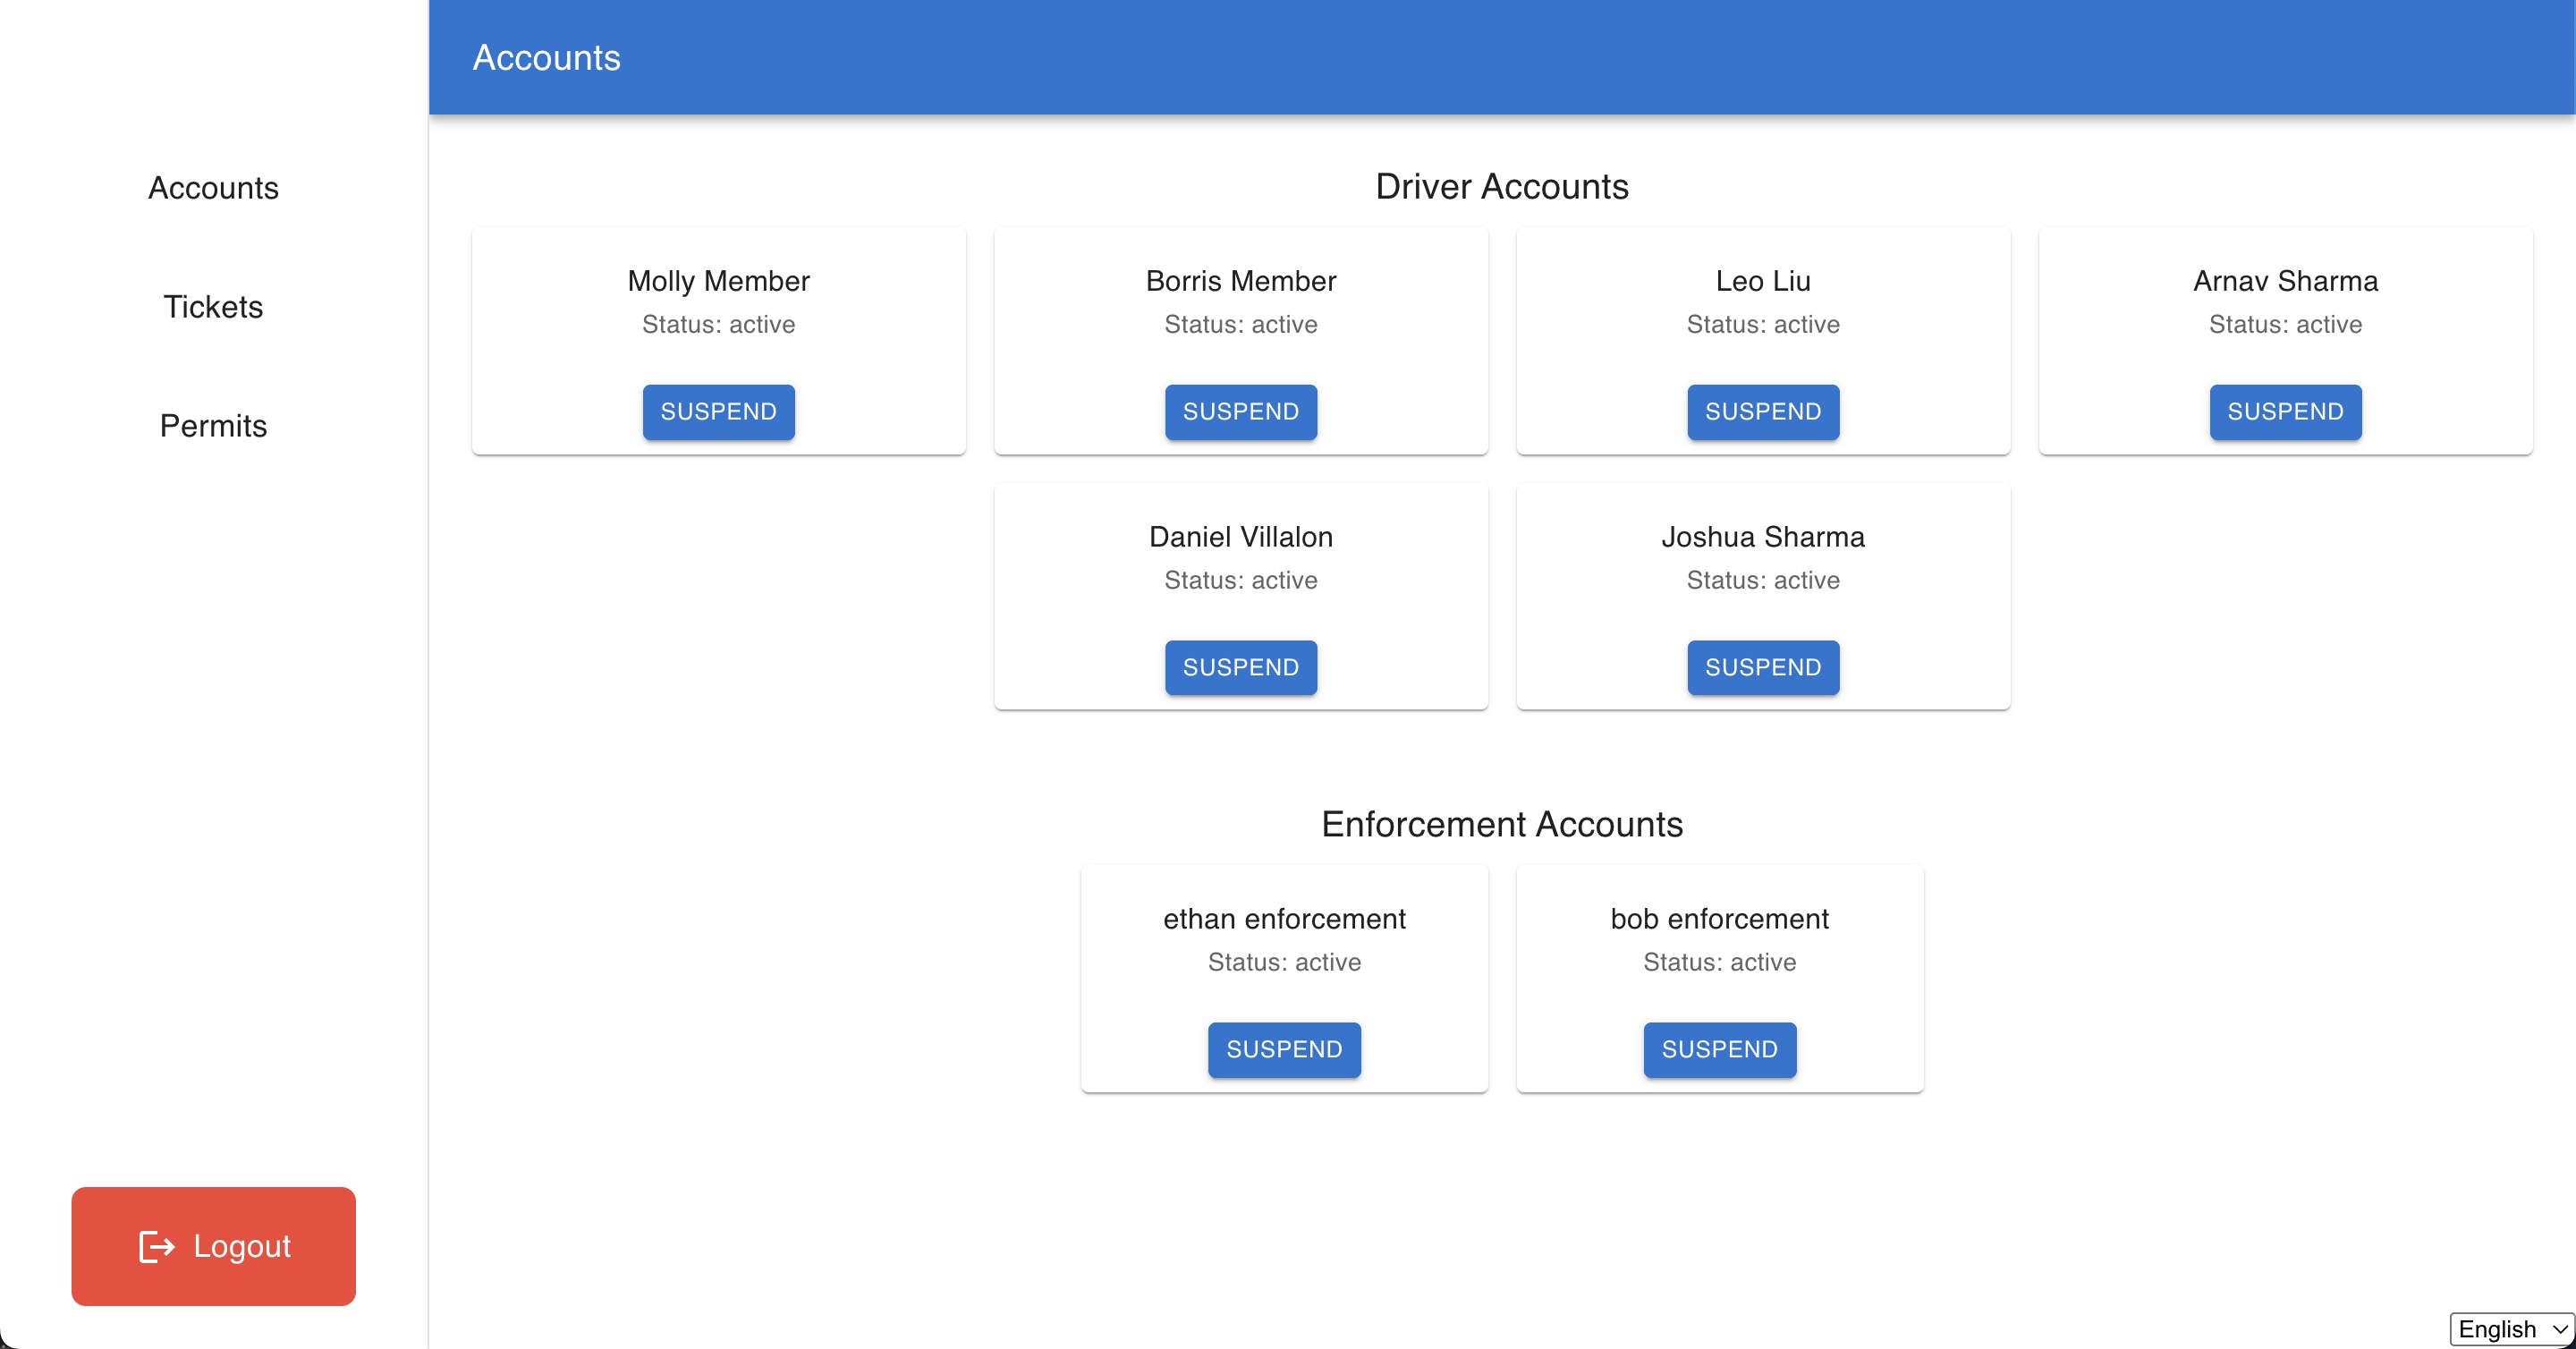 Accounts
Accounts
Tickets
Permits
Logout
Driver Accounts
Molly Member
Status: active
SUSPEND
Borris Member
Status: active
SUSPEND
Leo Liu
Status: active
SUSPEND
Arnav Sharma
Status: active
SUSPEND
Daniel Villalon
Status: active
SUSPEND
Joshua Sharma
Status: active
SUSPEND
Enforcement Accounts
ethan enforcement
Status: active
SUSPEND
bob enforcement
Status: active
SUSPEND
English